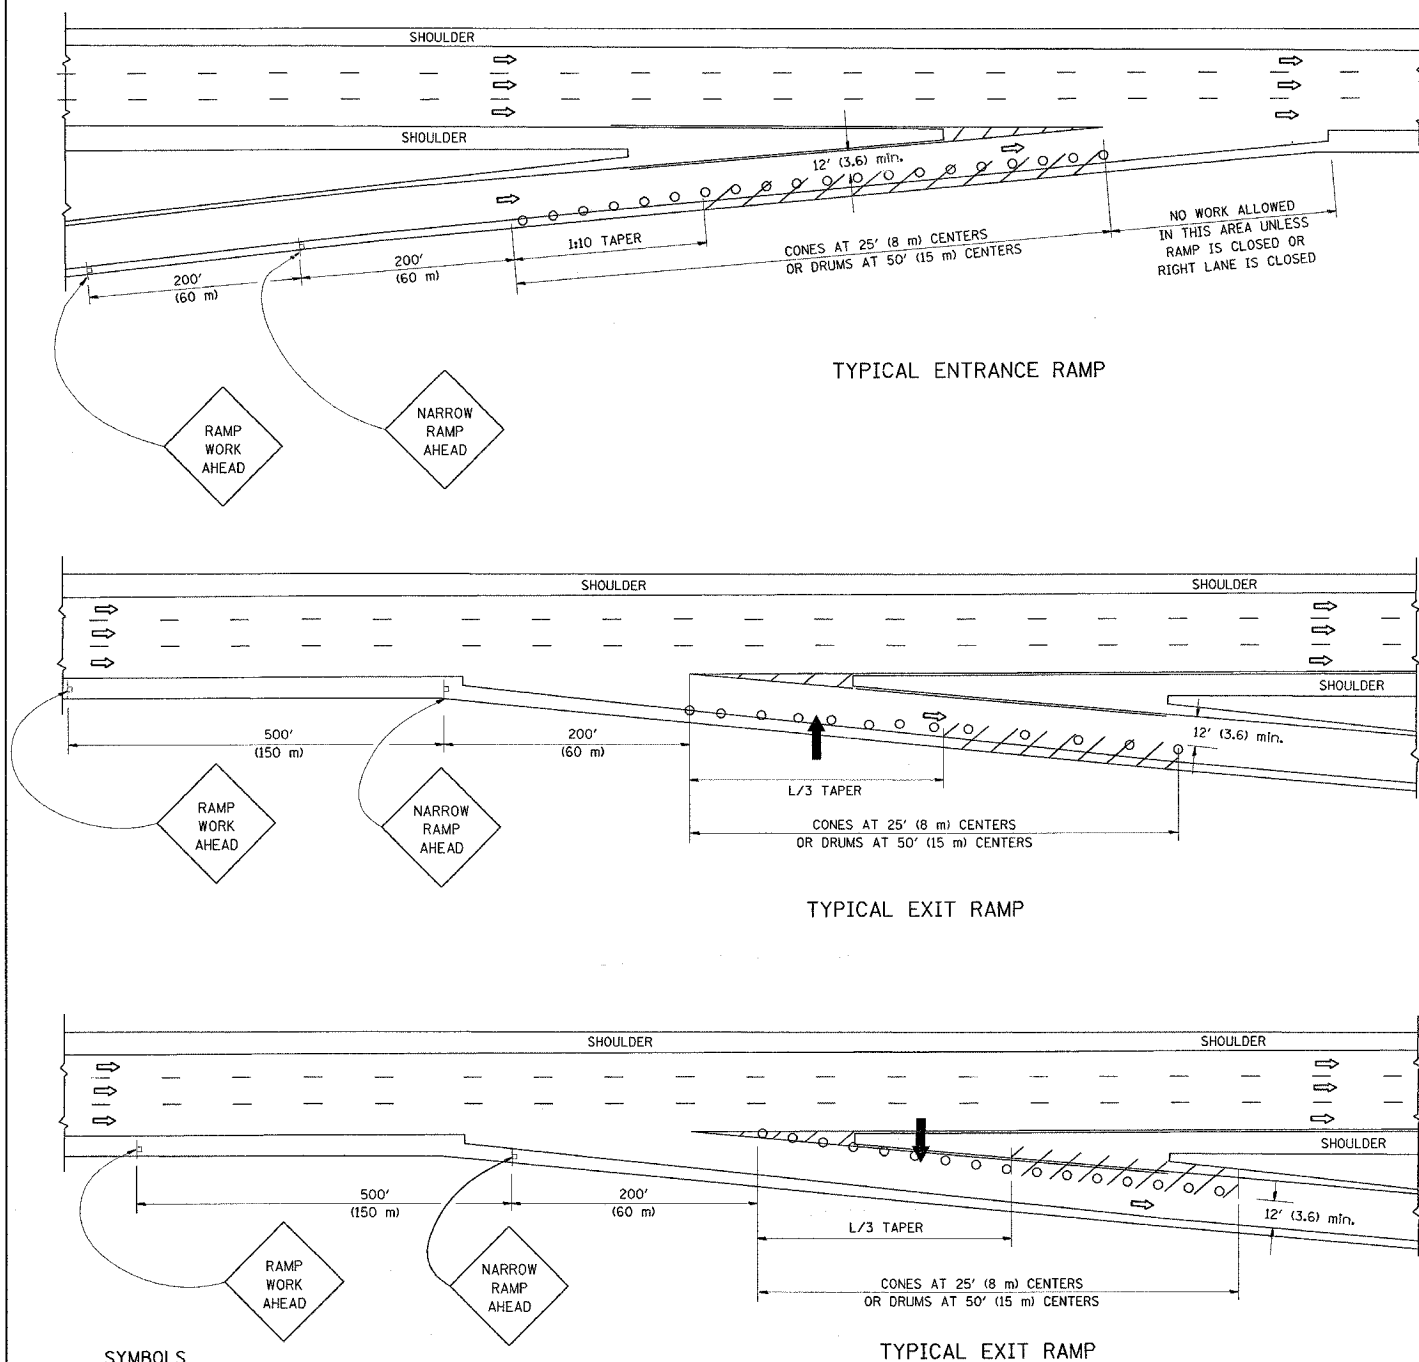 SHOULDER
SHOULDER
12' (3.6) min.
1:10 TAPER
200'
(60 m)
200'
(60 m)
CONES AT 25' (8 m) CENTERS
OR DRUMS AT 50' (15 m) CENTERS
NO WORK ALLOWED
IN THIS AREA UNLESS
RAMP IS CLOSED OR
RIGHT LANE IS CLOSED
TYPICAL ENTRANCE RAMP
RAMP
WORK
AHEAD
NARROW
RAMP
AHEAD
SHOULDER
SHOULDER
SHOULDER
12' (3.6) min.
500'
(150 m)
200'
(60 m)
L/3 TAPER
CONES AT 25' (8 m) CENTERS
OR DRUMS AT 50' (15 m) CENTERS
RAMP
WORK
AHEAD
NARROW
RAMP
AHEAD
TYPICAL EXIT RAMP
SHOULDER
SHOULDER
SHOULDER
500'
(150 m)
200'
(60 m)
12' (3.6) min.
L/3 TAPER
CONES AT 25' (8 m) CENTERS
OR DRUMS AT 50' (15 m) CENTERS
RAMP
WORK
AHEAD
NARROW
RAMP
AHEAD
TYPICAL EXIT RAMP
SYMBOLS